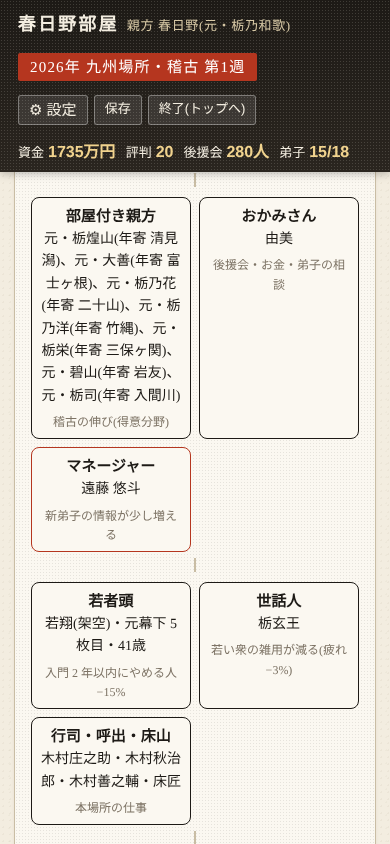 春日野部屋 親方 春日野(元・栃乃和歌)
2026年 九州場所・稽古 第1週
⚙ 設定 保存 終了(トップへ)
資金 1735万円 評判 20 後援会 280人 弟子 15/18
部屋付き親方
元・栃煌山(年寄 清見
潟)、元・大善(年寄 富
士ヶ根)、元・栃乃花
(年寄 二十山)、元・栃
乃洋(年寄 竹縄)、元・
栃栄(年寄 三保ヶ関)、
元・碧山(年寄 岩友)、
元・栃司(年寄 入間川)
稽古の伸び(得意分野)
おかみさん
由美
後援会・お金・弟子の相
談
マネージャー
遠藤 悠斗
新弟子の情報が少し増え
る
若者頭
若翔(架空)・元幕下 5
枚目・41歳
入門 2 年以内にやめる人
−15%
世話人
栃玄王
若い衆の雑用が減る(疲れ
−3%)
行司・呼出・床山
木村庄之助・木村秋治
郎・木村善之輔・床匠
本場所の仕事